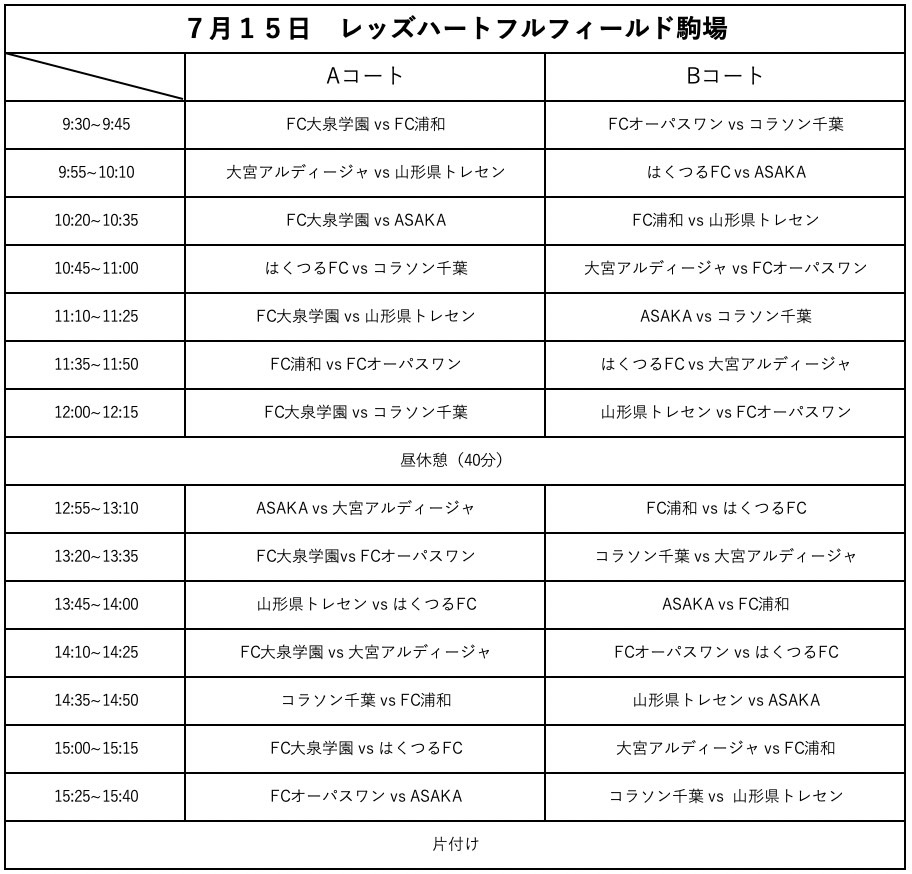 ７月１５日　レッズハートフルフィールド駒場
Aコート Bコート
9:30~9:45 FC大泉学園 vs FC浦和 FCオーパスワン vs コラソン千葉
9:55~10:10 大宮アルディージャ vs 山形県トレセン はくつるFC vs ASAKA
10:20~10:35 FC大泉学園 vs ASAKA FC浦和 vs 山形県トレセン
10:45~11:00 はくつるFC vs コラソン千葉 大宮アルディージャ vs FCオーパスワン
11:10~11:25 FC大泉学園 vs 山形県トレセン ASAKA vs コラソン千葉
11:35~11:50 FC浦和 vs FCオーパスワン はくつるFC vs 大宮アルディージャ
12:00~12:15 FC大泉学園 vs コラソン千葉 山形県トレセン vs FCオーパスワン
昼休憩（40分）
12:55~13:10 ASAKA vs 大宮アルディージャ FC浦和 vs はくつるFC
13:20~13:35 FC大泉学園vs FCオーパスワン コラソン千葉 vs 大宮アルディージャ
13:45~14:00 山形県トレセン vs はくつるFC ASAKA vs FC浦和
14:10~14:25 FC大泉学園 vs 大宮アルディージャ FCオーパスワン vs はくつるFC
14:35~14:50 コラソン千葉 vs FC浦和 山形県トレセン vs ASAKA
15:00~15:15 FC大泉学園 vs はくつるFC 大宮アルディージャ vs FC浦和
15:25~15:40 FCオーパスワン vs ASAKA コラソン千葉 vs 山形県トレセン
片付け